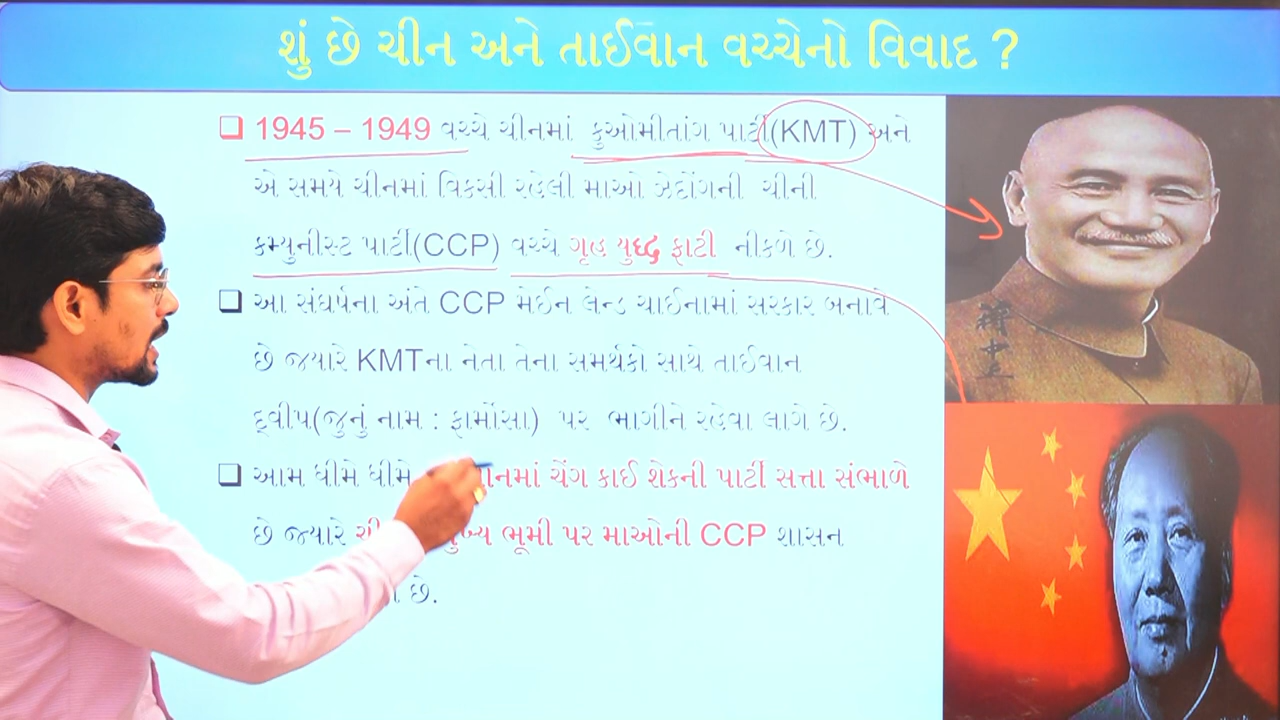 શું છે ચીન અને તાઈવાન વચ્ચેનો વિવાદ ?
1945 – 1949 વચ્ચે ચીનમાં કુઓમીતાંગ પાર્ટી(KMT) અને
એ સમયે ચીનમાં વિકસી રહેલી માઓ ઝેદોંગની ચીની
કમ્યુનીસ્ટ પાર્ટી(CCP) વચ્ચે ગૃહ યુધ્ધ ફાટી નીકળે છે.
આ સંઘર્ષના અંતે CCP મેઈન લેન્ડ ચાઈનામાં સરકાર બનાવે
છે જ્યારે KMTના નેતા તેના સમર્થકો સાથે તાઈવાન
દ્વીપ(જુનું નામ : ફાર્મોસા) પર ભાગીને રહેવા લાગે છે.
આમ ધીમે ધીમે ચેંગ કાઈ શેકની પાર્ટી સત્તા સંભાળે
છે જ્યારે ભૂમી પર માઓની CCP શાસન
છે.